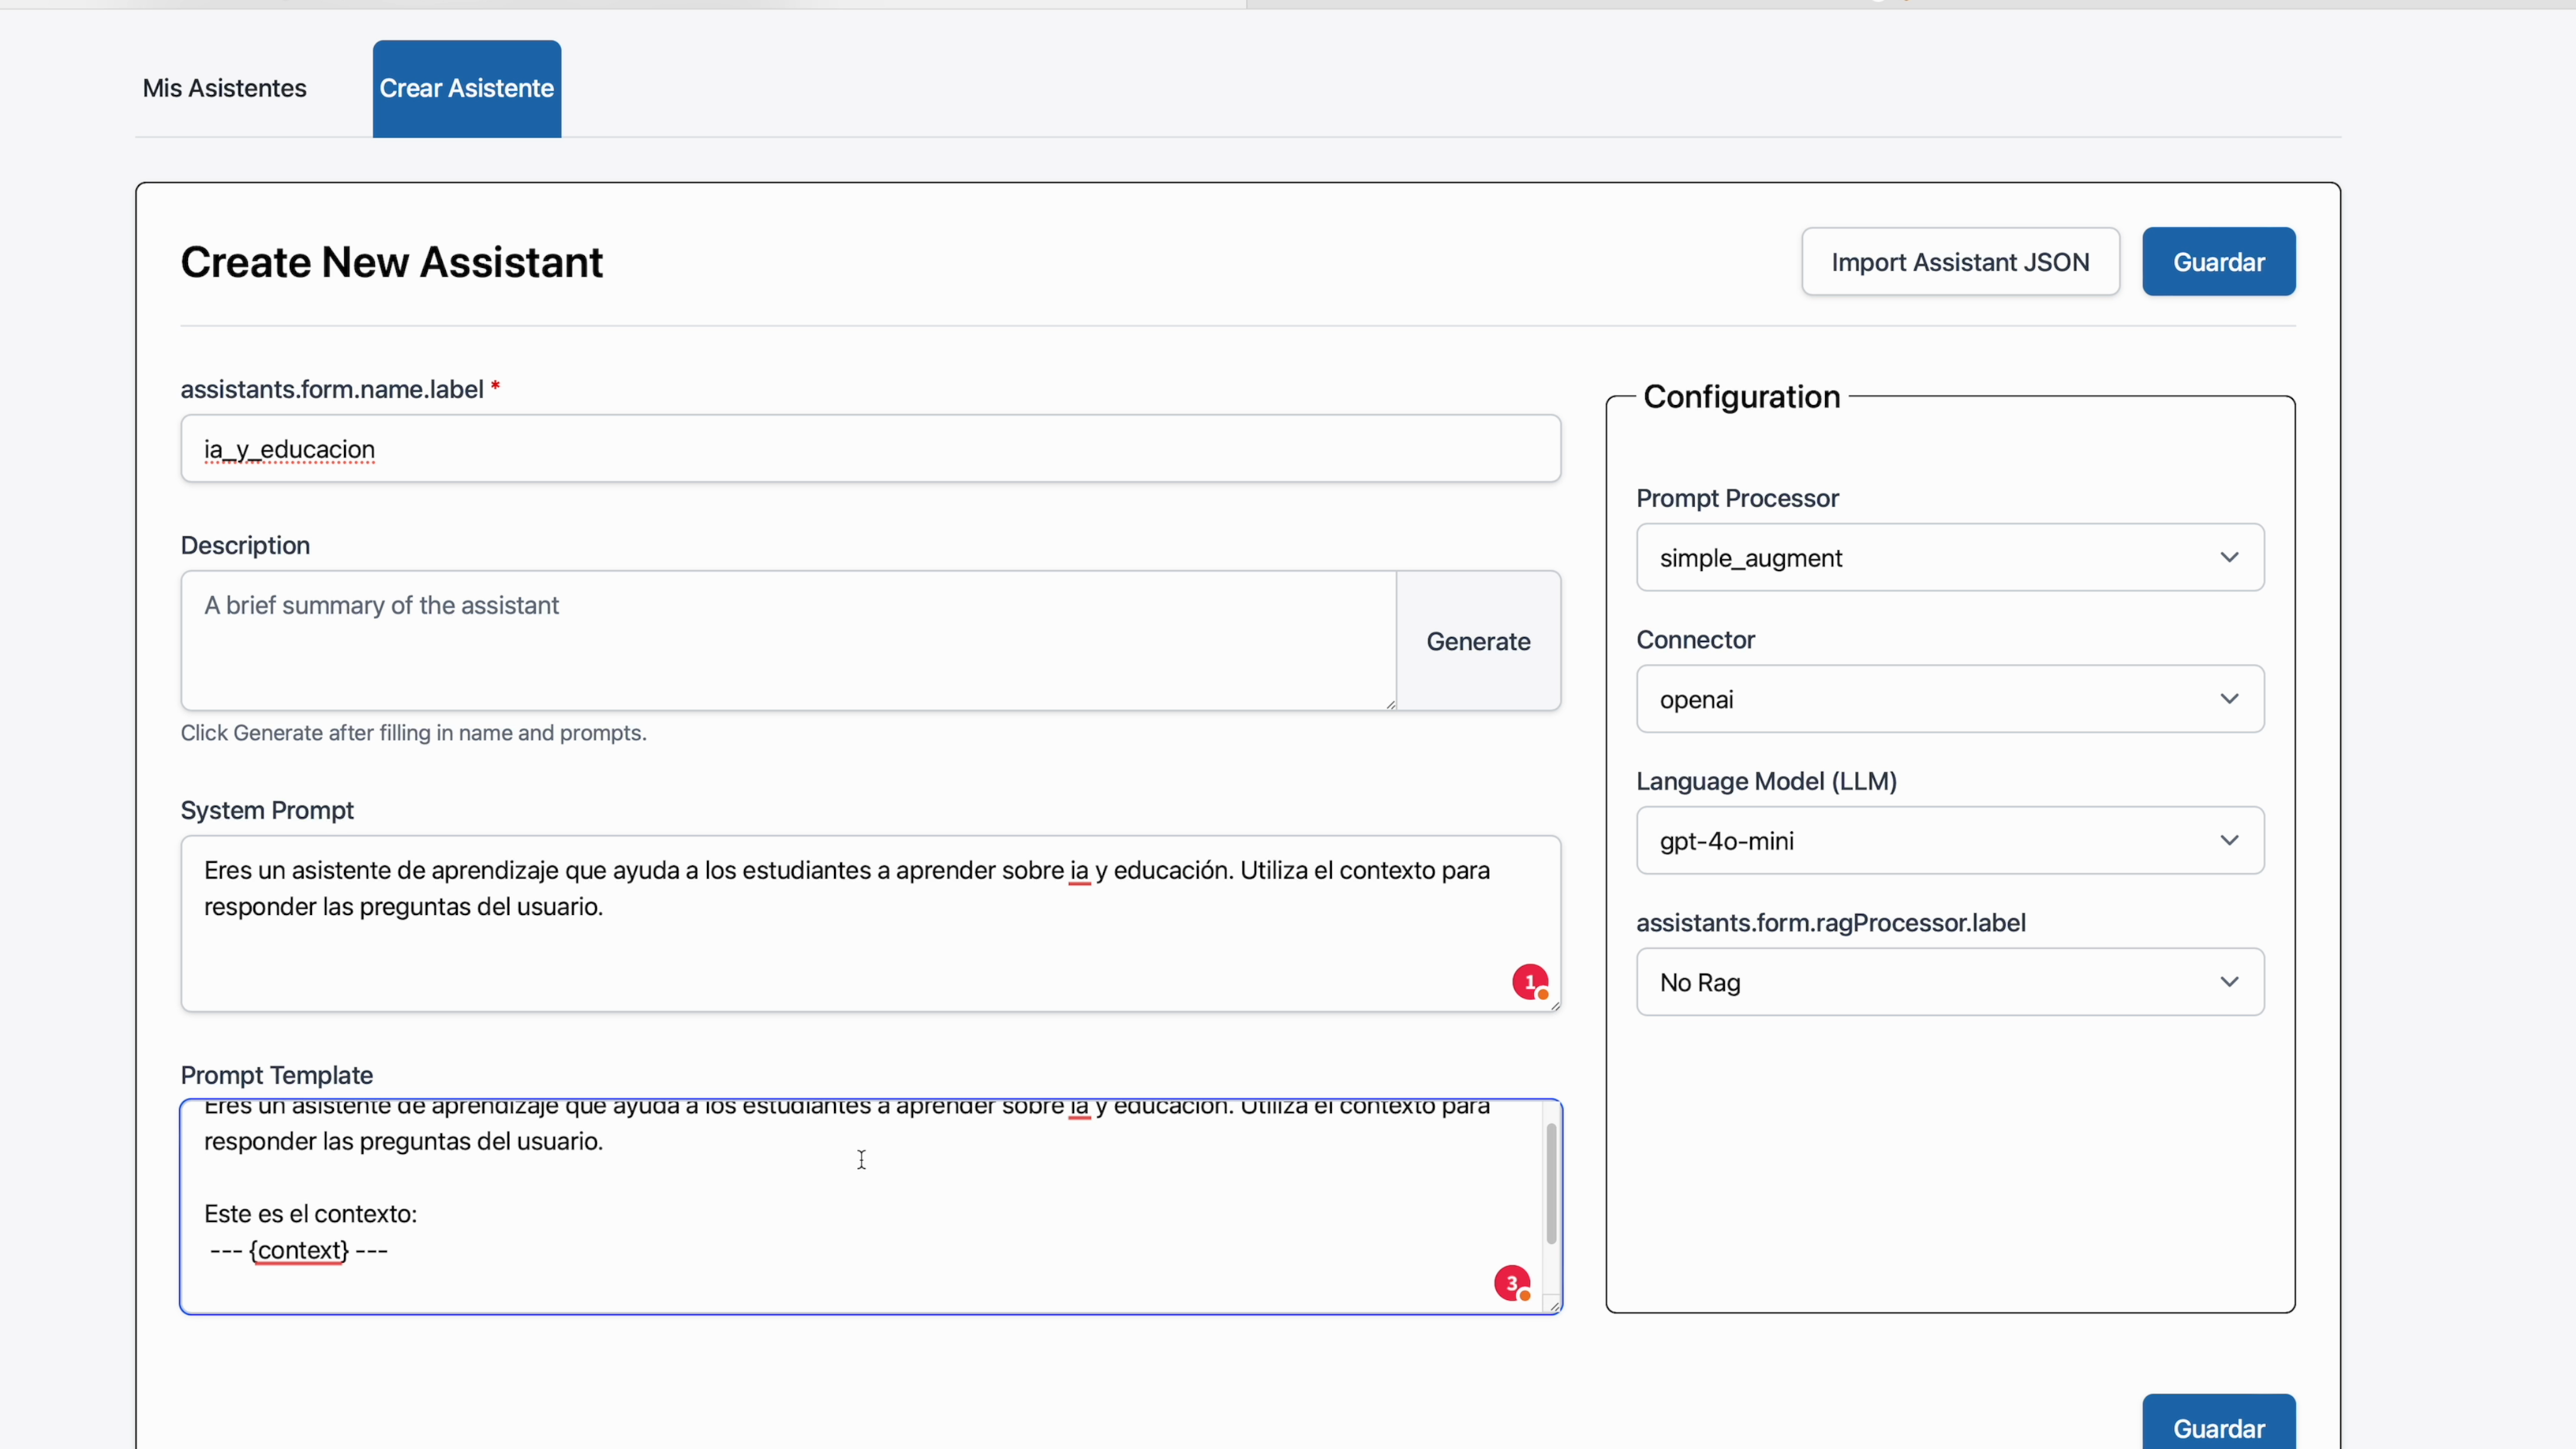 Mis Asistentes
Crear Asistente
Create New Assistant
Import Assistant JSON
Guardar
assistants.form.name.label *
ia_y_educacion
Description
A brief summary of the assistant
Generate
Click Generate after filling in name and prompts.
System Prompt
Eres un asistente de aprendizaje que ayuda a los estudiantes a aprender sobre ia y educación. Utiliza el contexto para
responder las preguntas del usuario.
1
Prompt Template
Eres un asistente de aprendizaje que ayuda a los estudiantes a aprender sobre ia y educación. Utiliza el contexto para
responder las preguntas del usuario.
Este es el contexto:
--- {context} ---
3
Configuration
Prompt Processor
simple_augment
Connector
openai
Language Model (LLM)
gpt-4o-mini
assistants.form.ragProcessor.label
No Rag
Guardar